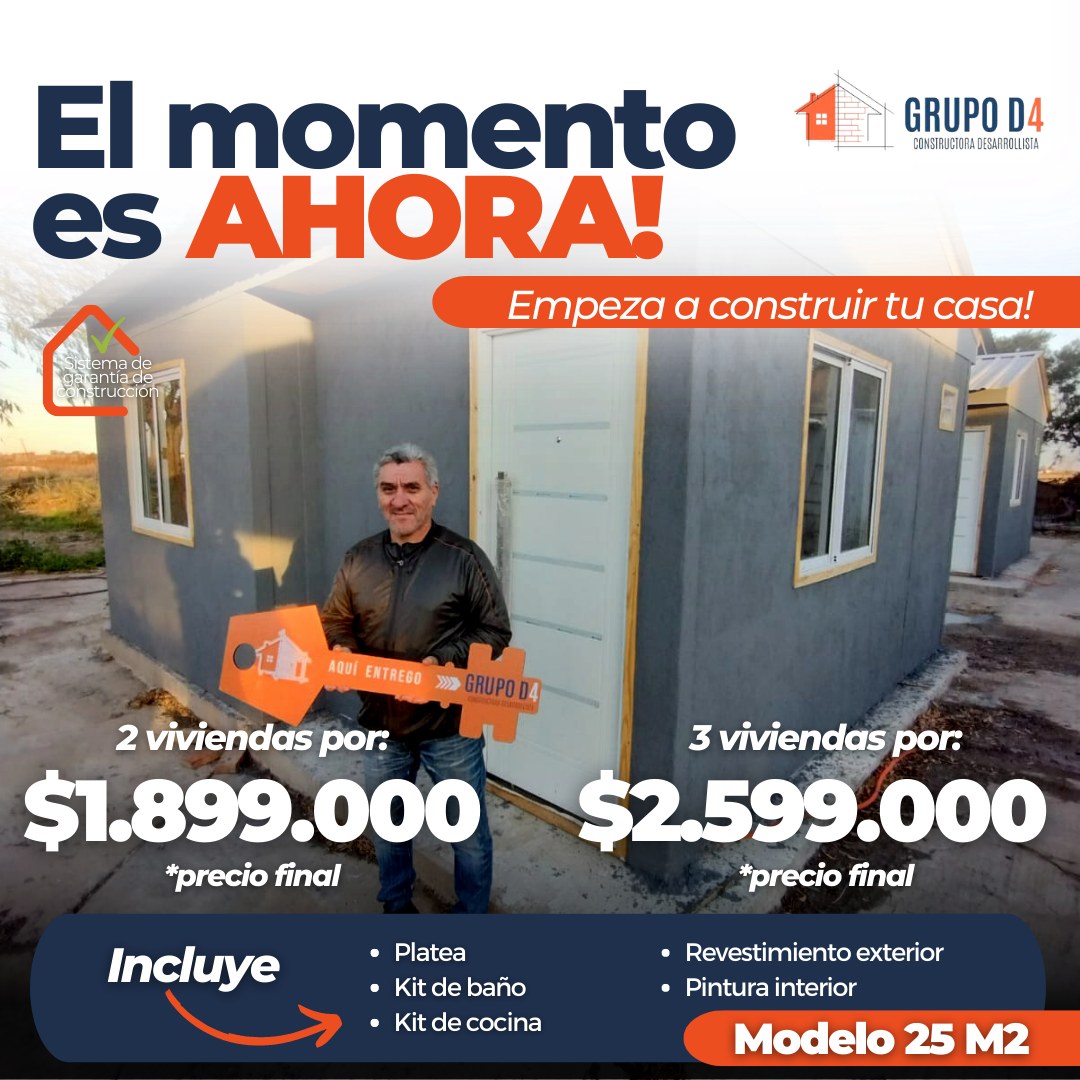 El momento
es AHORA!
GRUPO D4
CONSTRUCTORA DESARROLLISTA
Empeza a construir tu casa!
Sistema de
garantía de
construcción
AQUÍ ENTREGO
GRUPO D4
CONSTRUCTORA DESARROLLISTA
2 viviendas por:
$1.899.000
*precio final
3 viviendas por:
$2.599.000
*precio final
Incluye
• Platea
• Kit de baño
• Kit de cocina
• Revestimiento exterior
• Pintura interior
Modelo 25 M2